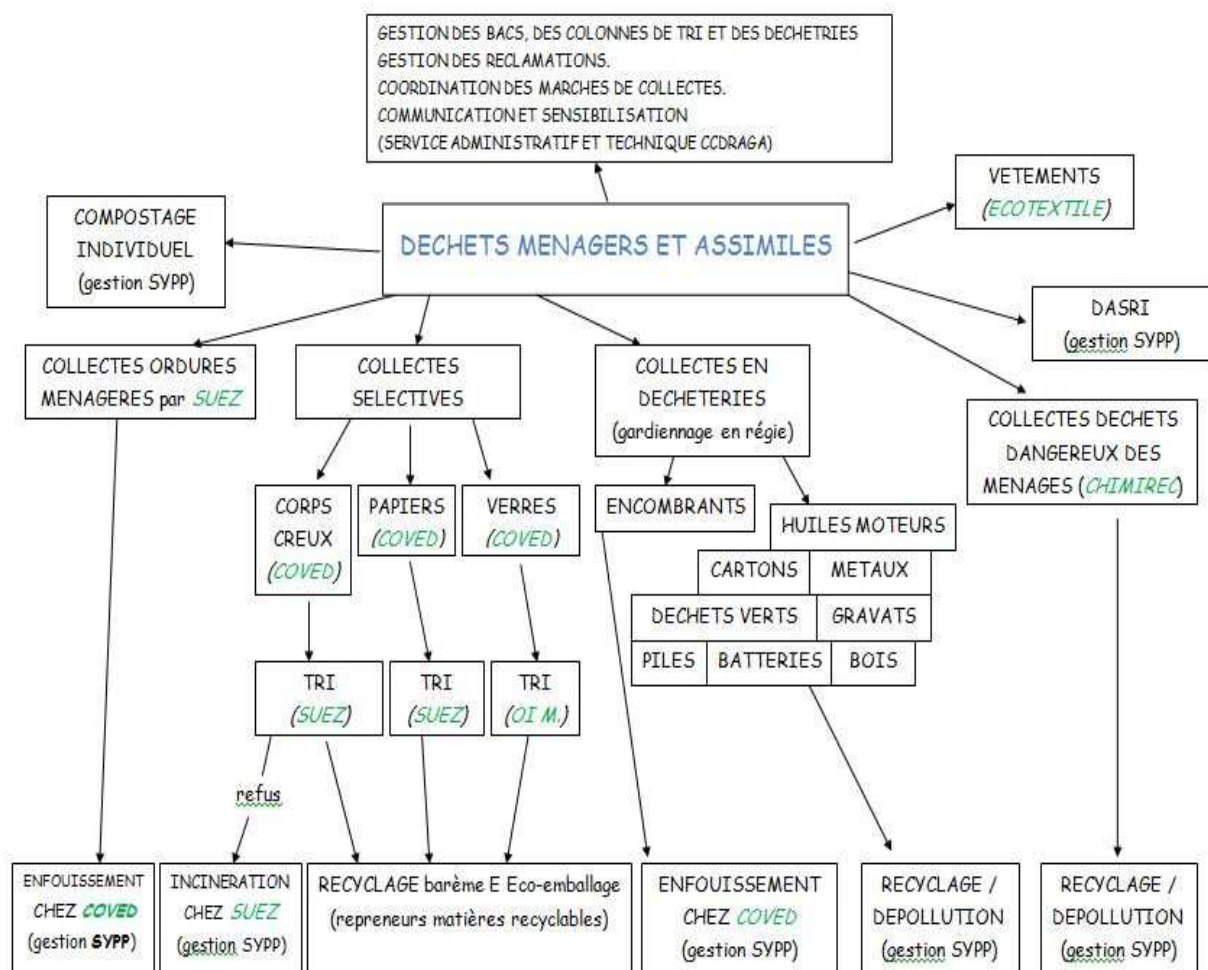 GESTION DES BACS, DES COLONNES DE TRI ET DES DECHETRIES
GESTION DES RECLAMATIONS.
COORDINATION DES MARCHES DE COLLECTES.
COMMUNICATION ET SENSIBILISATION
(SERVICE ADMINISTRATIF ET TECHNIQUE CCDRAGA)
VETEMENTS
(ECOTEXTILE)
COMPOSTAGE
INDIVIDUEL
(gestion SYPP)
DECHETS MENAGERS ET ASSIMILES
DASRI
(gestion SYPP)
COLLECTES ORDURES
MENAGERES par SUEZ
COLLECTES
SELECTIVES
COLLECTES EN
DECHETERIES
(gardiennage en régie)
COLLECTES DECHETS
DANGEREUX DES
MENAGES (CHIMIREC)
CORPS
CREUX
(COVED)
PAPIERS
(COVED)
VERRES
(COVED)
ENCOMBRANTS
HUILES MOTEURS
CARTONS
METAUX
DECHETS VERTS
GRAVATS
PILES
BATTERIES
BOIS
TRI
(SUEZ)
TRI
(SUEZ)
TRI
(OI M.)
refus
ENFOUISSEMENT
CHEZ COVED
(gestion SYPP)
INCINERATION
CHEZ SUEZ
(gestion SYPP)
RECYCLAGE barème E Eco-emballage
(repreneurs matières recyclables)
ENFOUISSEMENT
CHEZ COVED
(gestion SYPP)
RECYCLAGE /
DEPOLLUTION
(gestion SYPP)
RECYCLAGE /
DEPOLLUTION
(gestion SYPP)